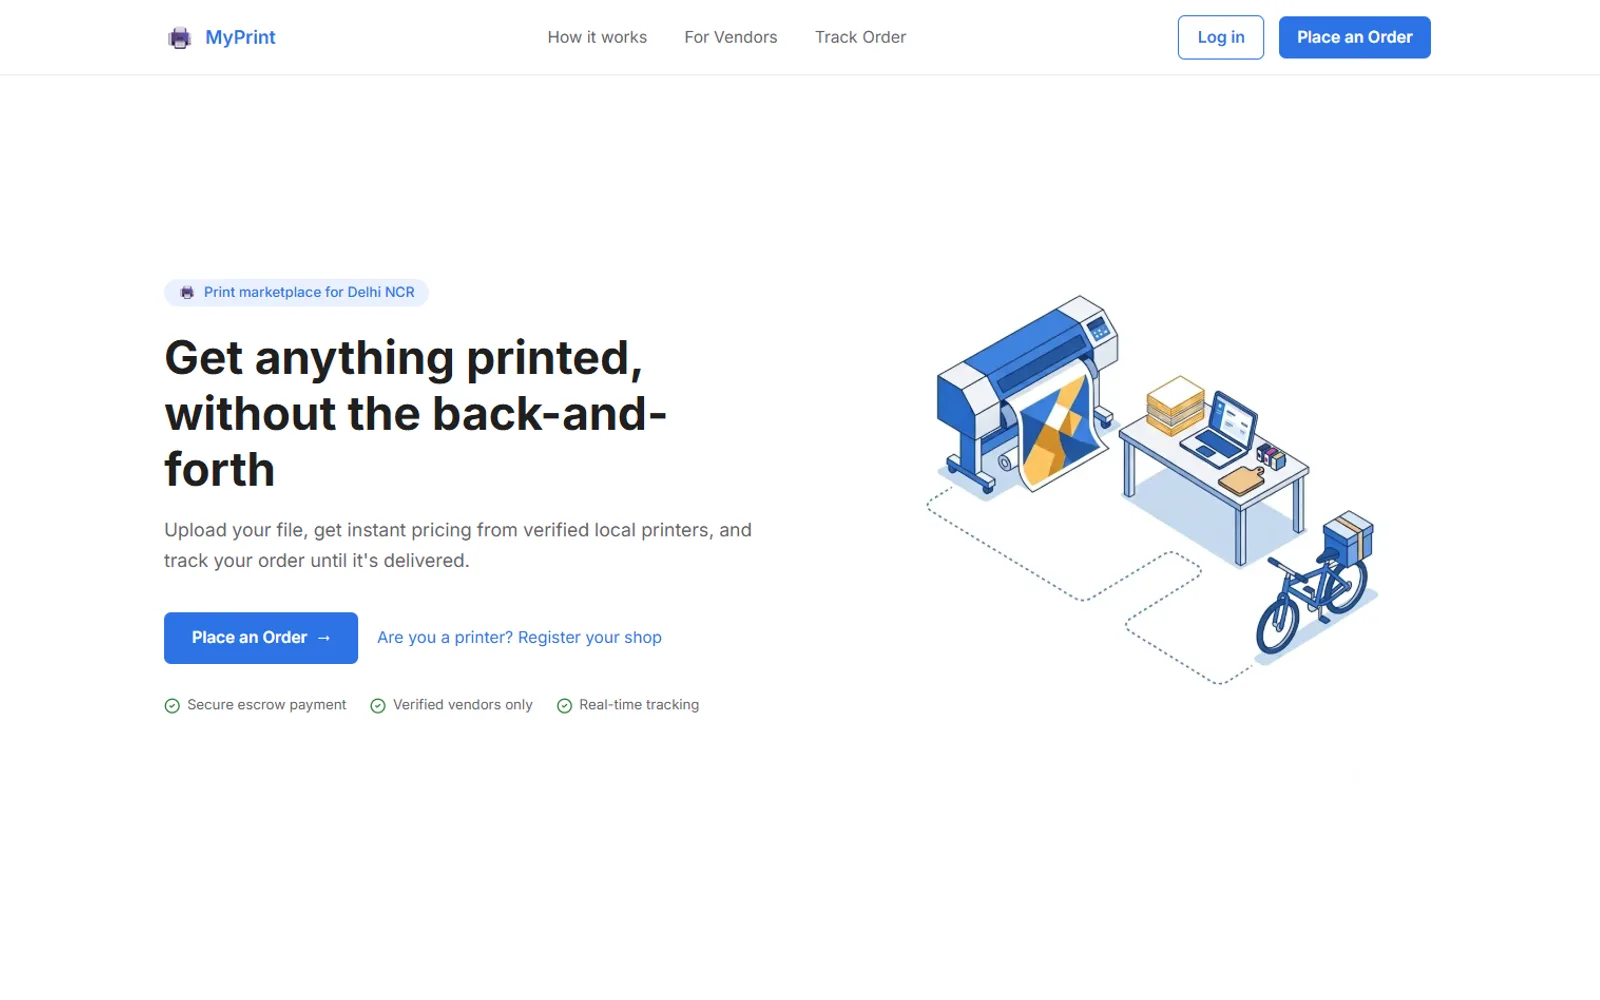 MyPrint
How it works
For Vendors
Track Order
Log in
Place an Order
Print marketplace for Delhi NCR
Get anything printed,
without the back-and-
forth
Upload your file, get instant pricing from verified local printers, and
track your order until it's delivered.
Place an Order →
Are you a printer? Register your shop
Secure escrow payment
Verified vendors only
Real-time tracking